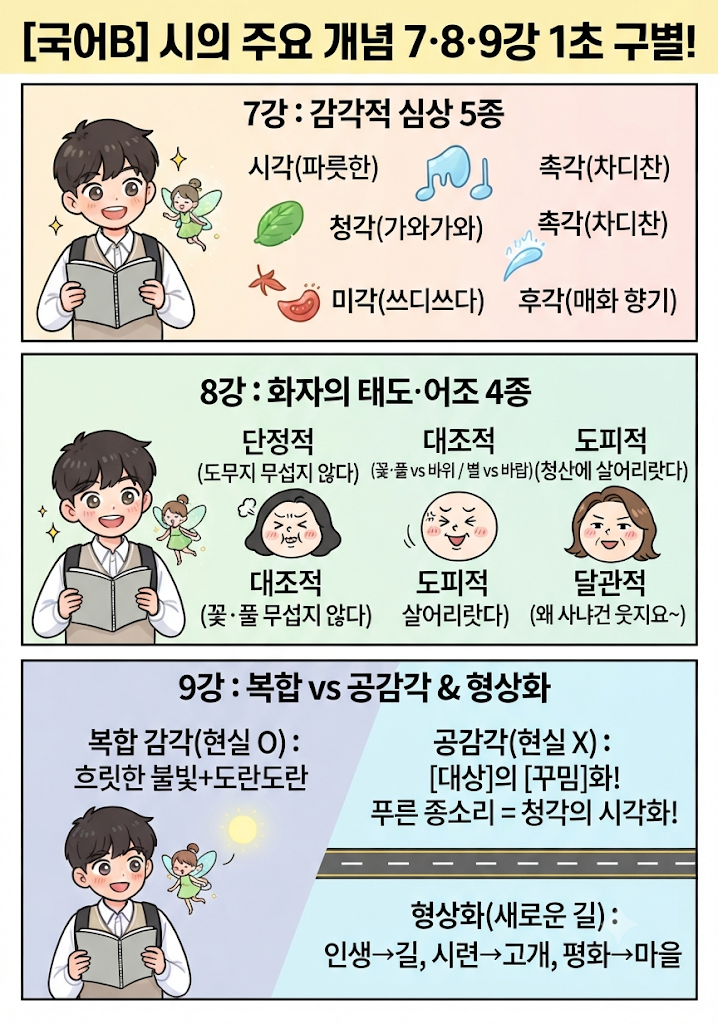 [국어B] 시의 주요 개념 7·8·9강 1초 구별!
7강 : 감각적 심상 5종
시각(파릇한)
촉각(차디찬)
청각(가와가와)
촉각(차디찬)
미각(쓰디쓰다)
후각(매화 향기)
8강 : 화자의 태도·어조 4종
단정적
(도무지 무섭지 않다)
대조적
(꽃·풀 vs 바위 / 별 vs 바람)
도피적
(청산에 살어리랏다)
대조적
(꽃·풀 무섭지 않다)
도피적
살어리랏다)
달관적
(왜 사냐건 웃지요~)
9강 : 복합 vs 공감각 & 형상화
복합 감각(현실 O) :
흐릿한 불빛+도란도란
공감각(현실 X) :
[대상]의 [꾸밈]화!
푸른 종소리 = 청각의 시각화!
형상화(새로운 길) :
인생→길, 시련→고개, 평화→마을